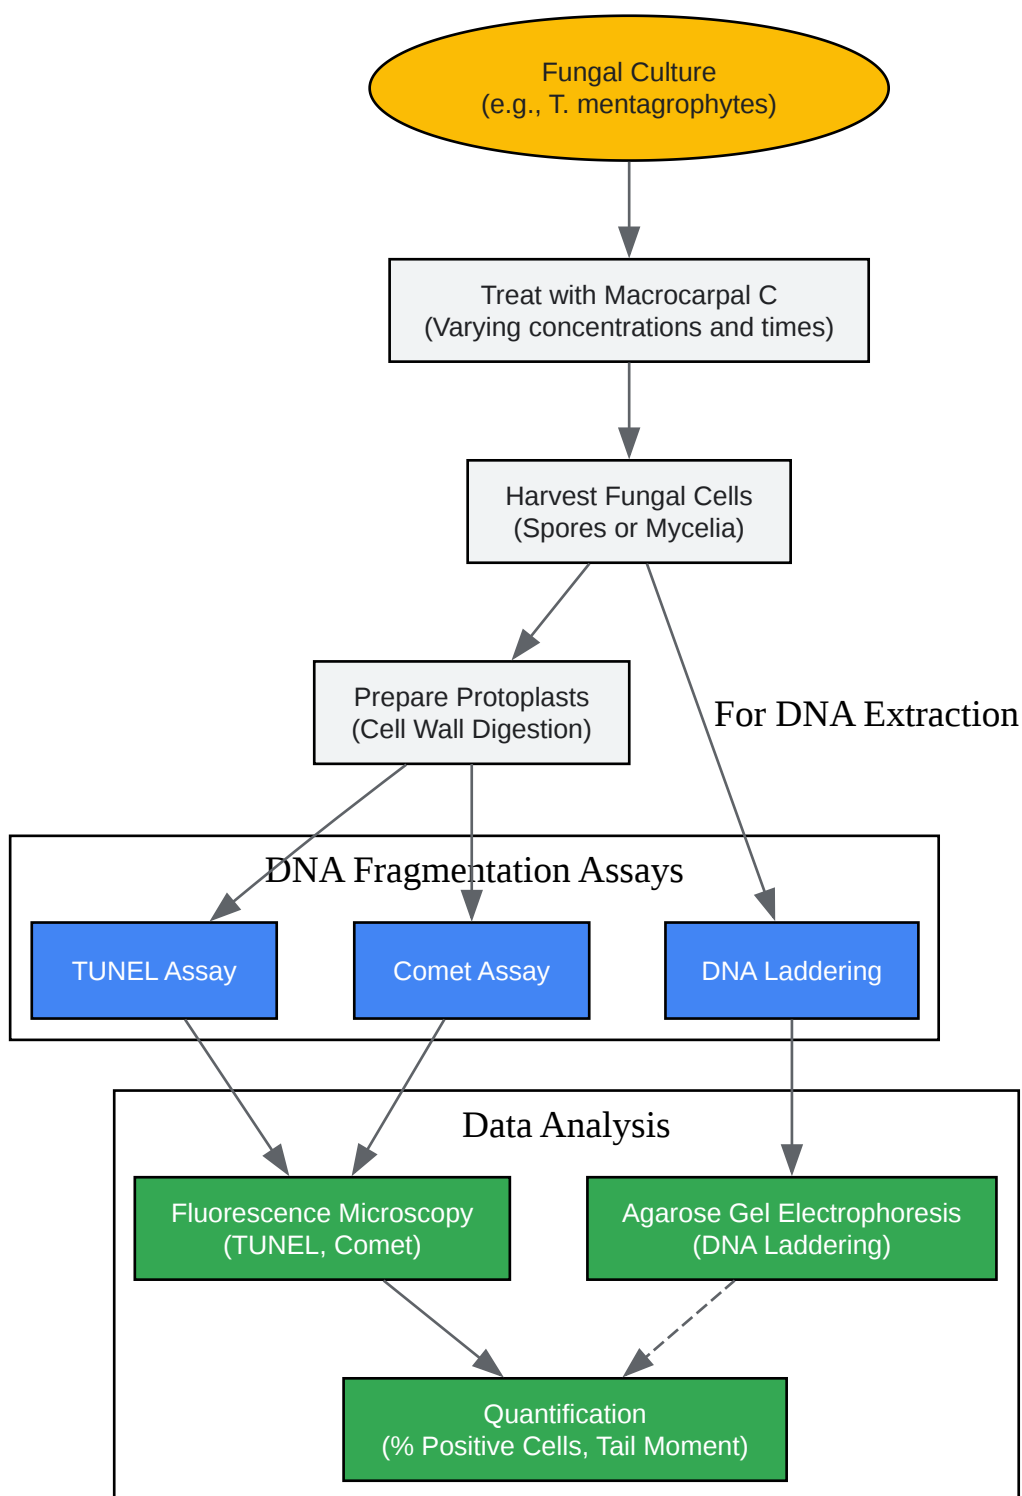 Fungal Culture
(e.g., T. mentagrophytes)
Treat with Macrocarpal C
(Varying concentrations and times)
Harvest Fungal Cells
(Spores or Mycelia)
Prepare Protoplasts
(Cell Wall Digestion)
For DNA Extraction
DNA Fragmentation Assays
TUNEL Assay
Comet Assay
DNA Laddering
Data Analysis
Fluorescence Microscopy
(TUNEL, Comet)
Agarose Gel Electrophoresis
(DNA Laddering)
Quantification
(% Positive Cells, Tail Moment)